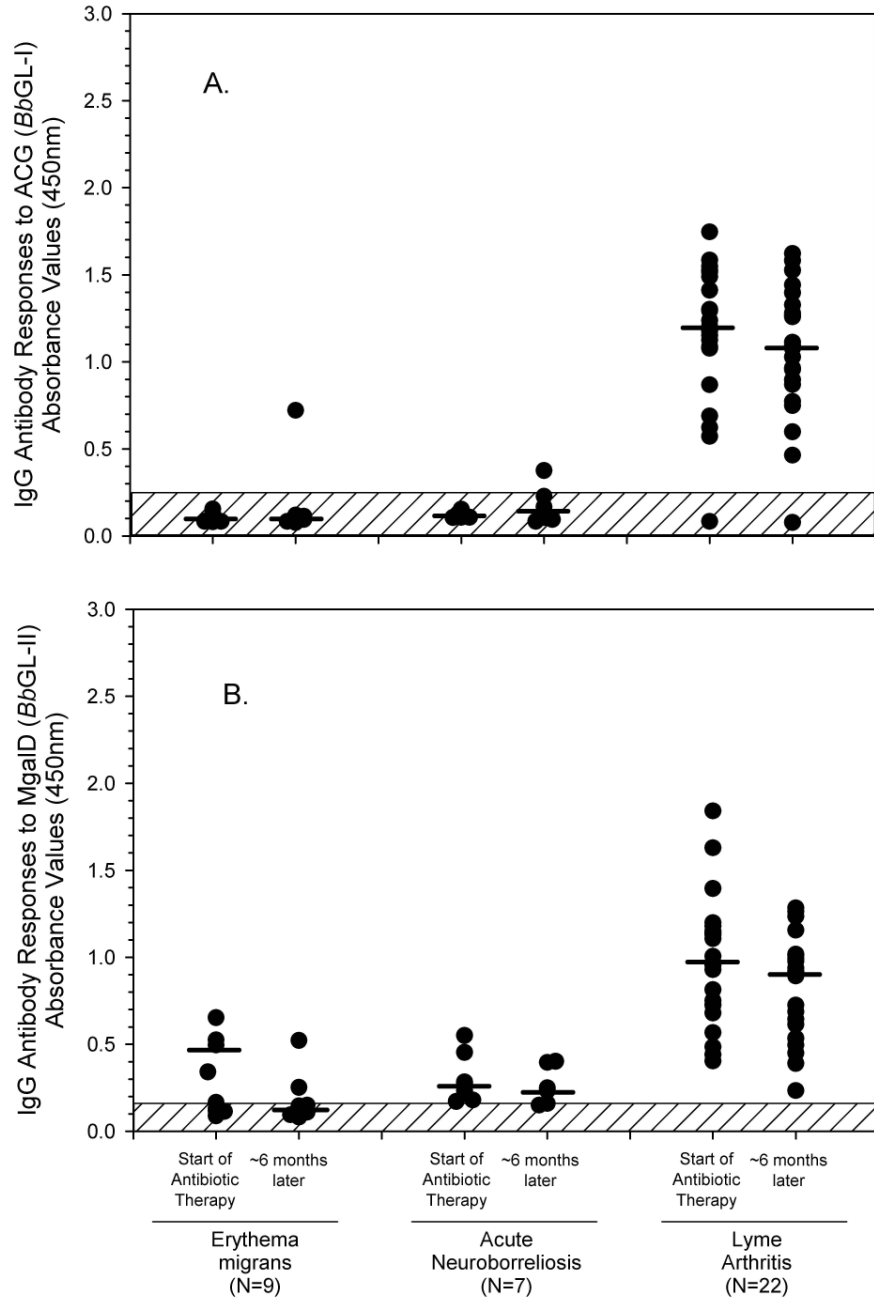 IgG Antibody Responses to ACG (BbGL-I)
Absorbance Values (450nm)
3.0
2.5
2.0
1.5
1.0
0.5
0.0
A.
IgG Antibody Responses to MgalD (BbGL-II)
Absorbance Values (450nm)
3.0
2.5
2.0
1.5
1.0
0.5
0.0
B.
Start of
Antibiotic
Therapy
~6 months
later
Start of
Antibiotic
Therapy
~6 months
later
Start of
Antibiotic
Therapy
~6 months
later
Erythema
migrans
(N=9)
Acute
Neuroborreliosis
(N=7)
Lyme
Arthritis
(N=22)